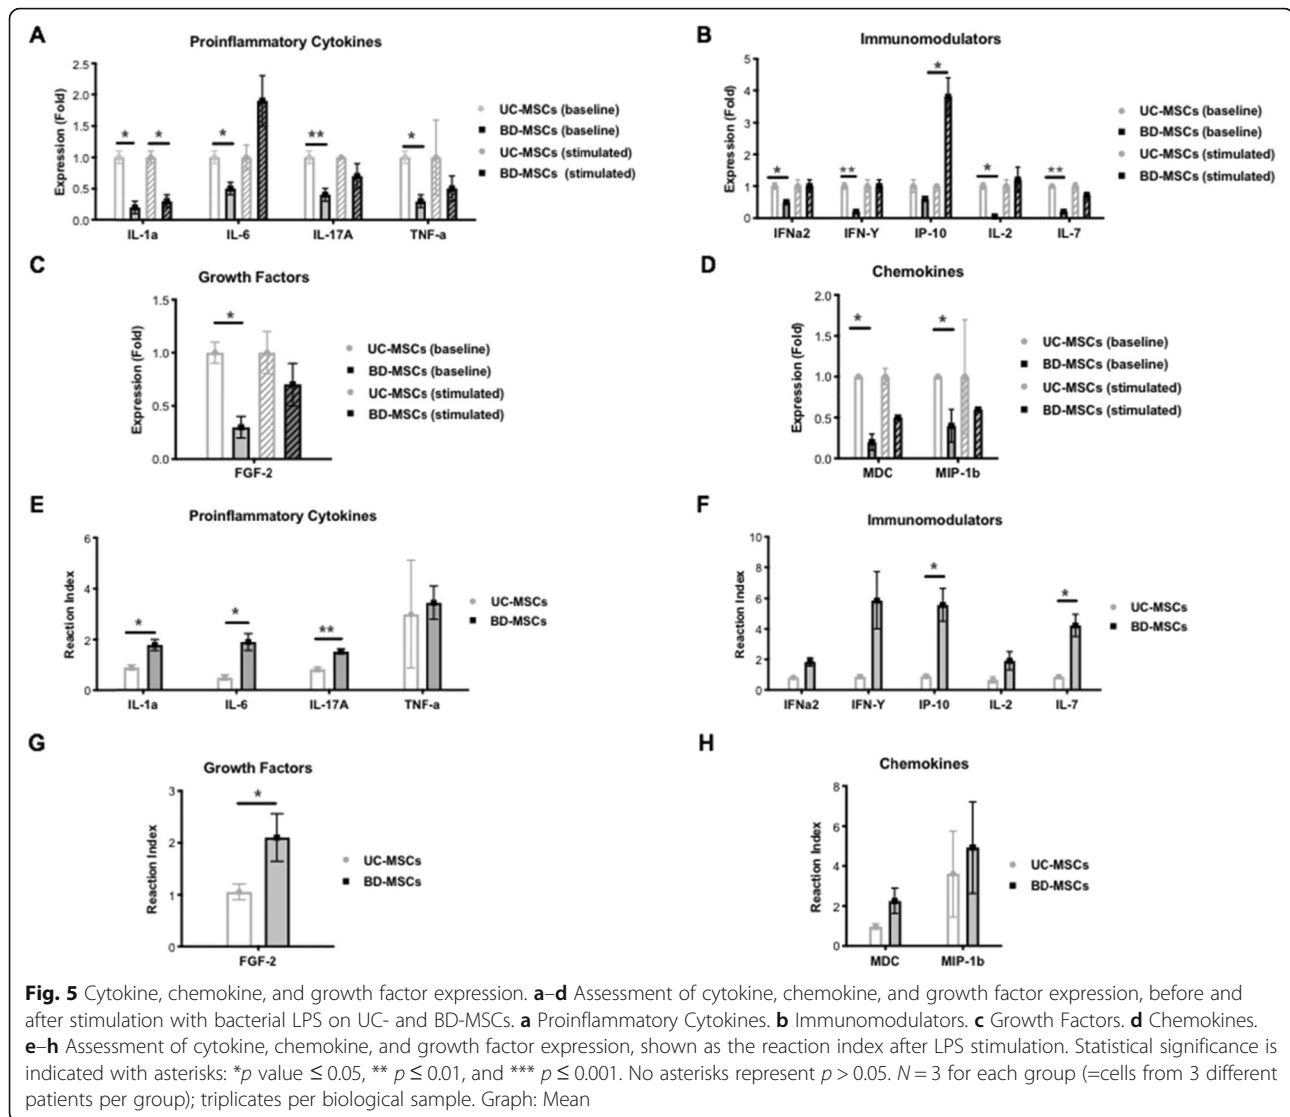 A
Proinflammatory Cytokines
Expression (Fold)
2.5
2.0
1.5
1.0
0.5
0.0
* * * ** *
IL-1a IL-6 IL-17A TNF-a
UC-MSCs (baseline)
BD-MSCs (baseline)
UC-MSCs (stimulated)
BD-MSCs (stimulated)
B
Immunomodulators
Expression (Fold)
5
4
2
1
0
* ** * * **
IFNa2 IFN-Y IP-10 IL-2 IL-7
UC-MSCs (baseline)
BD-MSCs (baseline)
UC-MSCs (stimulated)
BD-MSCs (stimulated)
C
Growth Factors
Expression (Fold)
1.5
1.0
0.5
0.0
*
FGF-2
UC-MSCs (baseline)
BD-MSCs (baseline)
UC-MSCs (stimulated)
BD-MSCs (stimulated)
D
Chemokines
Expression (Fold)
2.0
1.5
1.0
0.5
0.0
* *
MDC MIP-1b
UC-MSCs (baseline)
BD-MSCs (baseline)
UC-MSCs (stimulated)
BD-MSCs (stimulated)
E
Proinflammatory Cytokines
Reaction Index
6
4
2
0
* * **
IL-1a IL-6 IL-17A TNF-a
UC-MSCs
BD-MSCs
F
Immunomodulators
Reaction Index
10
8
6
4
2
0
* *
IFNa2 IFN-Y IP-10 IL-2 IL-7
UC-MSCs
BD-MSCs
G
Growth Factors
Reaction Index
3
2
1
0
*
FGF-2
UC-MSCs
BD-MSCs
H
Chemokines
Reaction Index
8
6
4
2
0
MDC MIP-1b
UC-MSCs
BD-MSCs
Fig. 5 Cytokine, chemokine, and growth factor expression. a–d Assessment of cytokine, chemokine, and growth factor expression, before and
after stimulation with bacterial LPS on UC- and BD-MSCs. a Proinflammatory Cytokines. b Immunomodulators. c Growth Factors. d Chemokines.
e–h Assessment of cytokine, chemokine, and growth factor expression, shown as the reaction index after LPS stimulation. Statistical significance is
indicated with asterisks: *p value ≤ 0.05, ** p ≤ 0.01, and *** p ≤ 0.001. No asterisks represent p > 0.05. N = 3 for each group (=cells from 3 different
patients per group); triplicates per biological sample. Graph: Mean